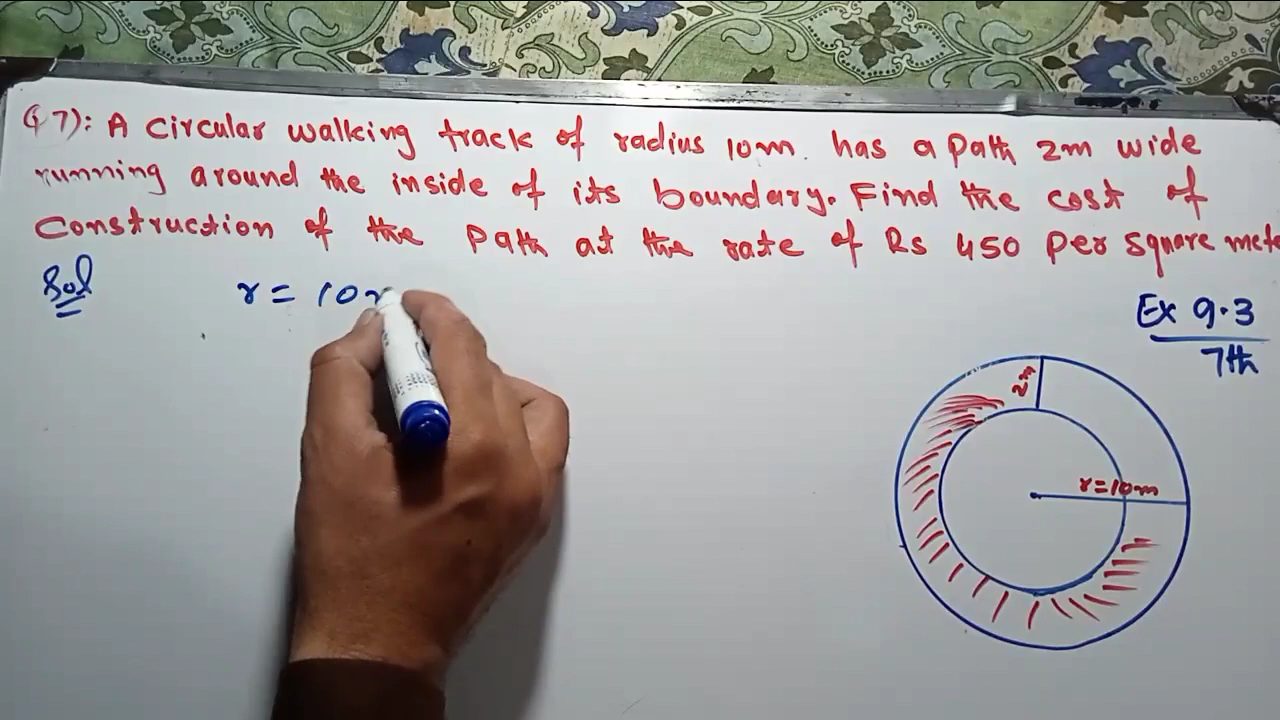 Q7): A Circular walking track of radius 10m. has a Path 2m wide
running around the inside of its boundary. Find the cost of
Construction of the Path at the rate of Rs 450 Per Square mete
Sol
r = 10m
Ex 9.3
7th
2m
r=10m